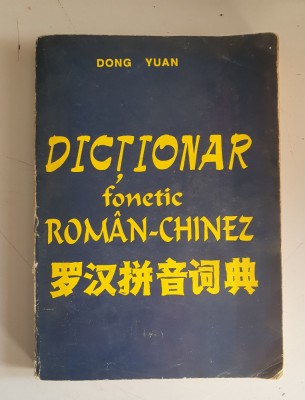 DONG YUAN
DICȚIONAR
fonetic
ROMÂN-CHINEZ
罗汉拼音词典